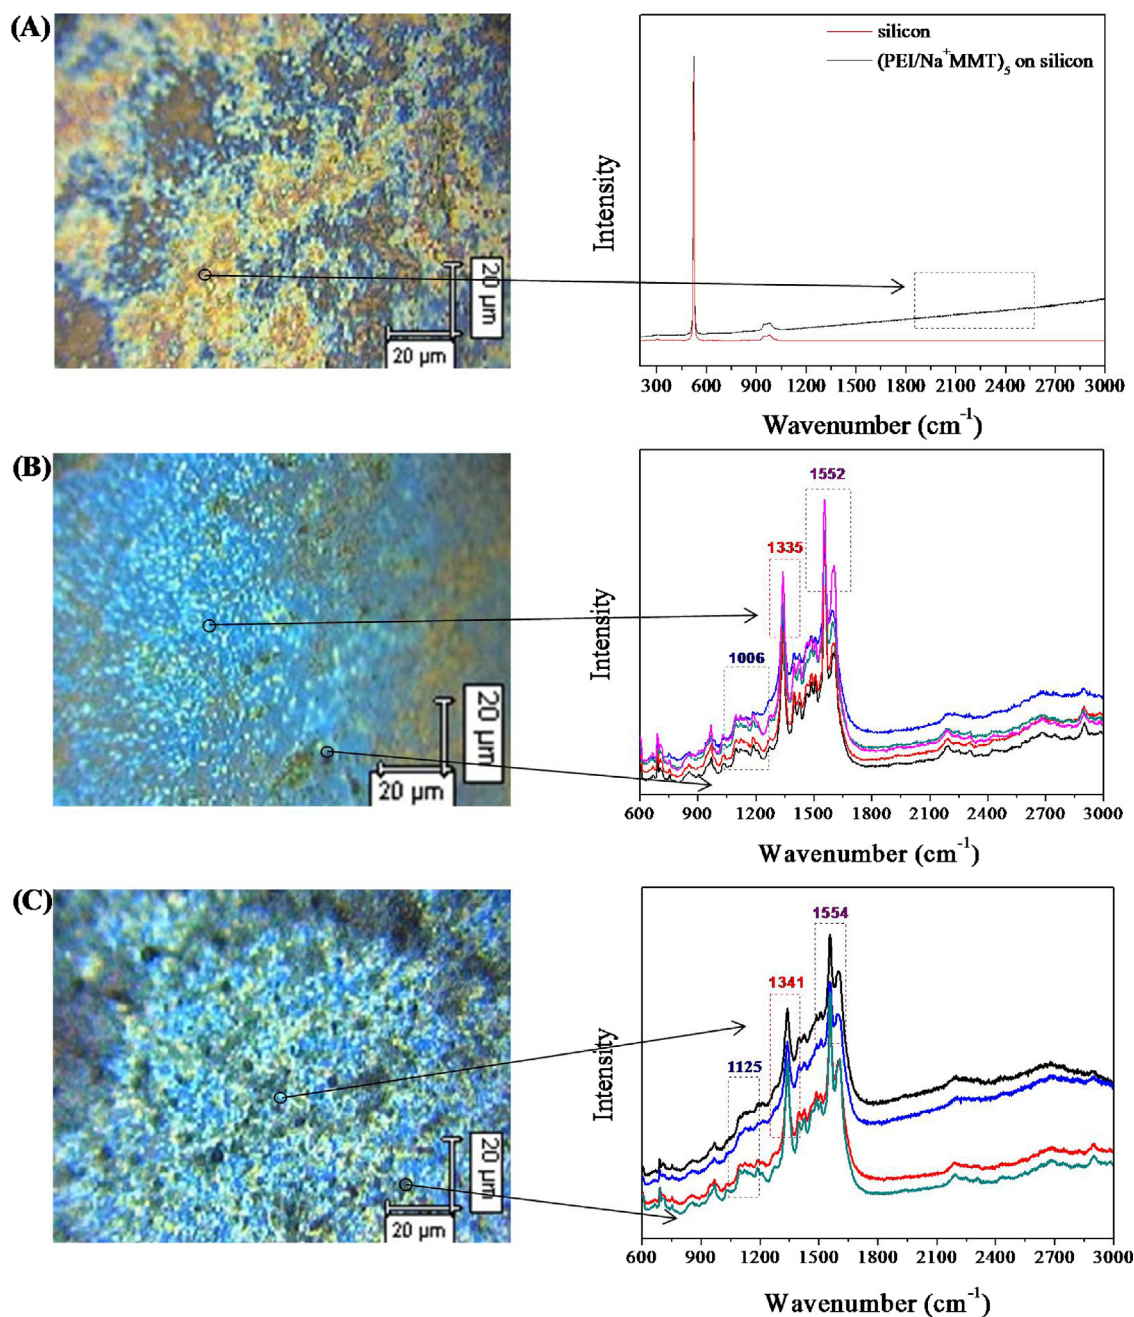 (A)
20 µm
20 µm
silicon
(PEI/Na⁺MMT)₅ on silicon
Intensity
300 600 900 1200 1500 1800 2100 2400 2700 3000
Wavenumber (cm⁻¹)
(B)
20 µm
20 µm
1552
1335
1006
Intensity
600 900 1200 1500 1800 2100 2400 2700 3000
Wavenumber (cm⁻¹)
(C)
20 µm
20 µm
1554
1341
1125
Intensity
600 900 1200 1500 1800 2100 2400 2700 3000
Wavenumber (cm⁻¹)